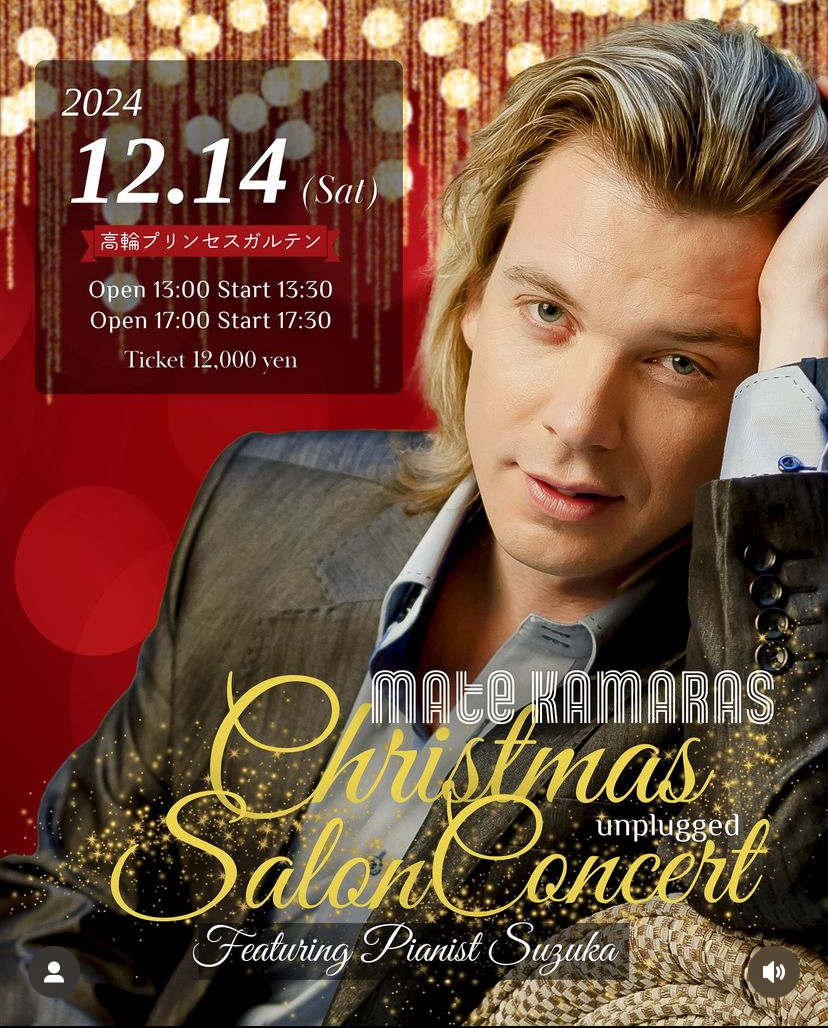 2024
12.14 (Sat)
高輪プリンセスガルテン
Open 13:00 Start 13:30
Open 17:00 Start 17:30
Ticket 12,000 yen
MAte KAMARAS
Christmas
unplugged
Salon Concert
Featuring Pianist Suzuka